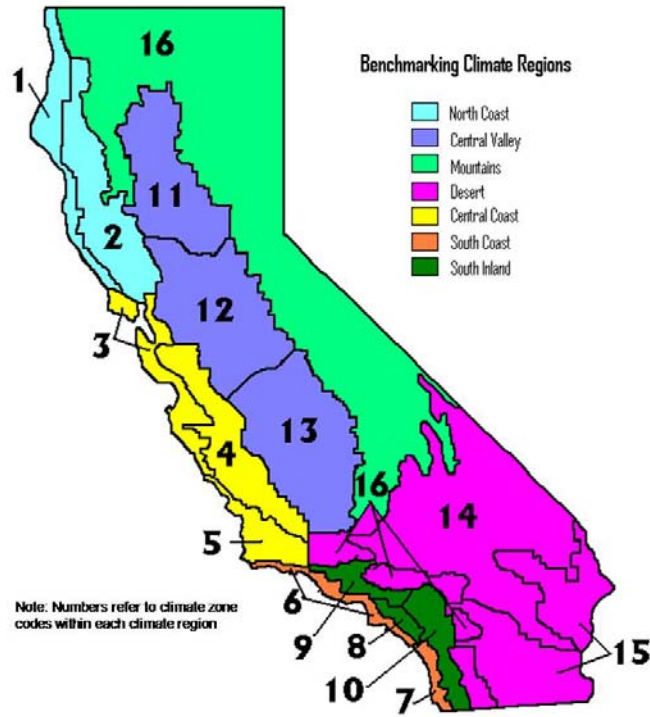 Benchmarking Climate Regions
North Coast
Central Valley
Mountains
Desert
Central Coast
South Coast
South Inland
16
1
11
2
12
3
13
4
16
14
5
6
9
8
10
7
15
Note: Numbers refer to climate zone
codes within each climate region